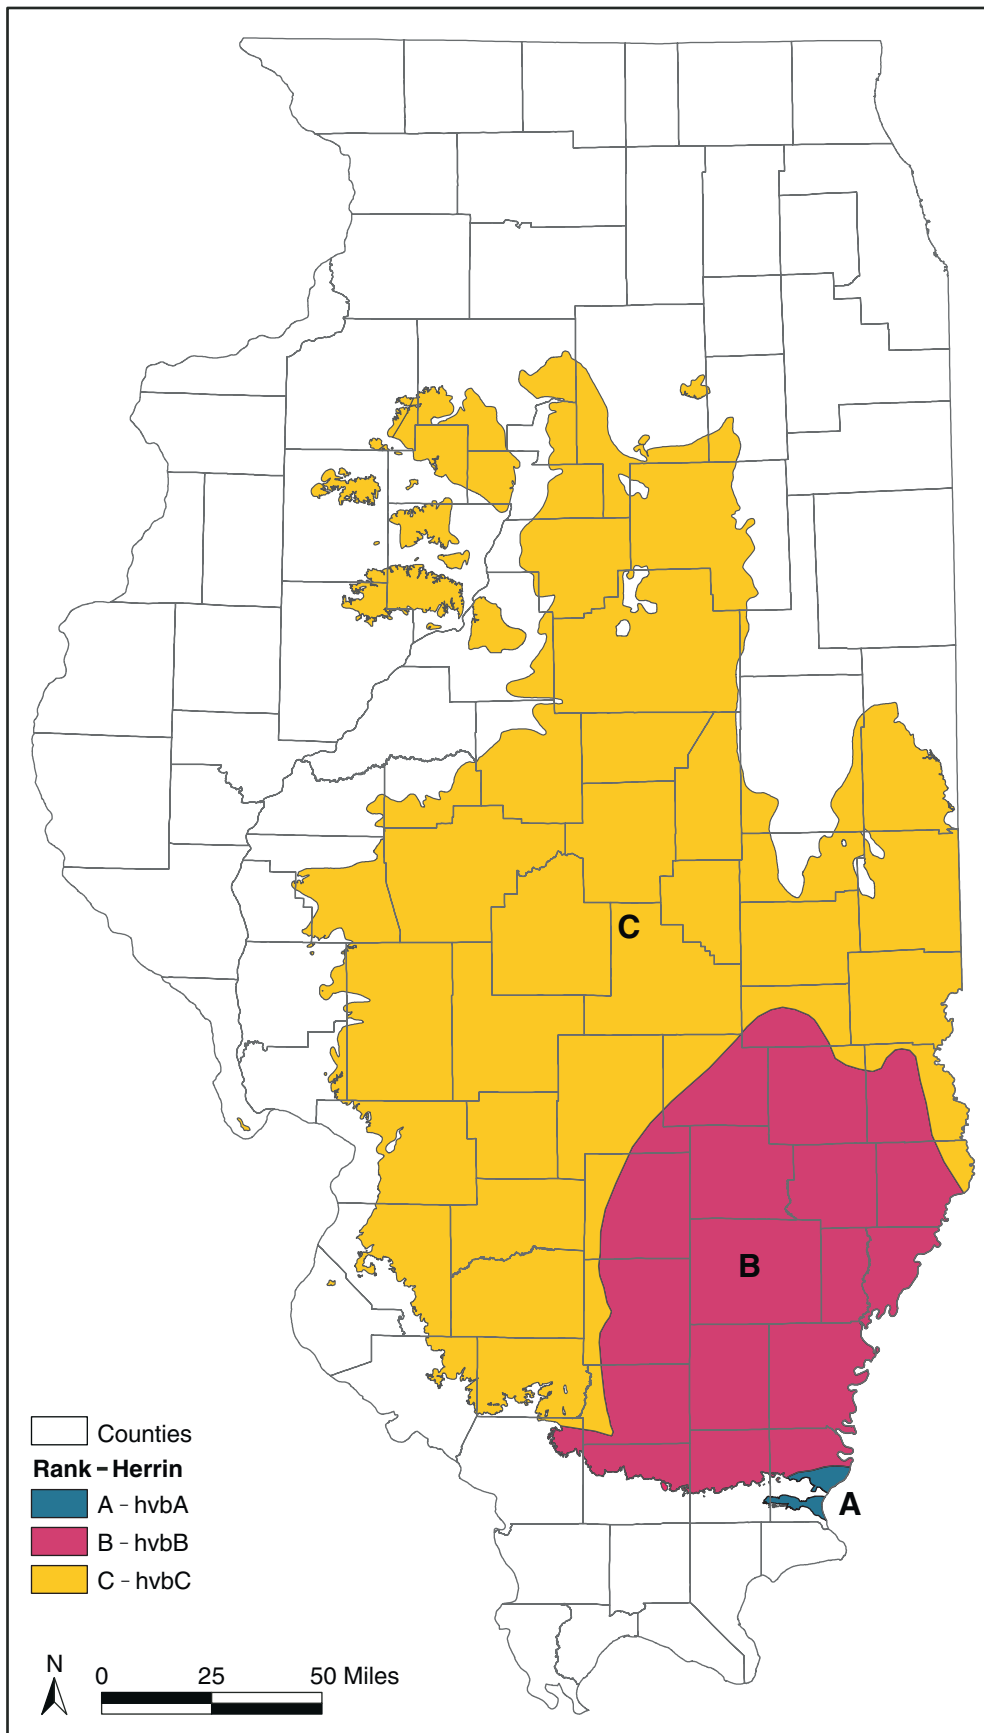 C
B
A
Counties
Rank – Herrin
A - hvbA
B - hvbB
C - hvbC
N
0 25 50 Miles